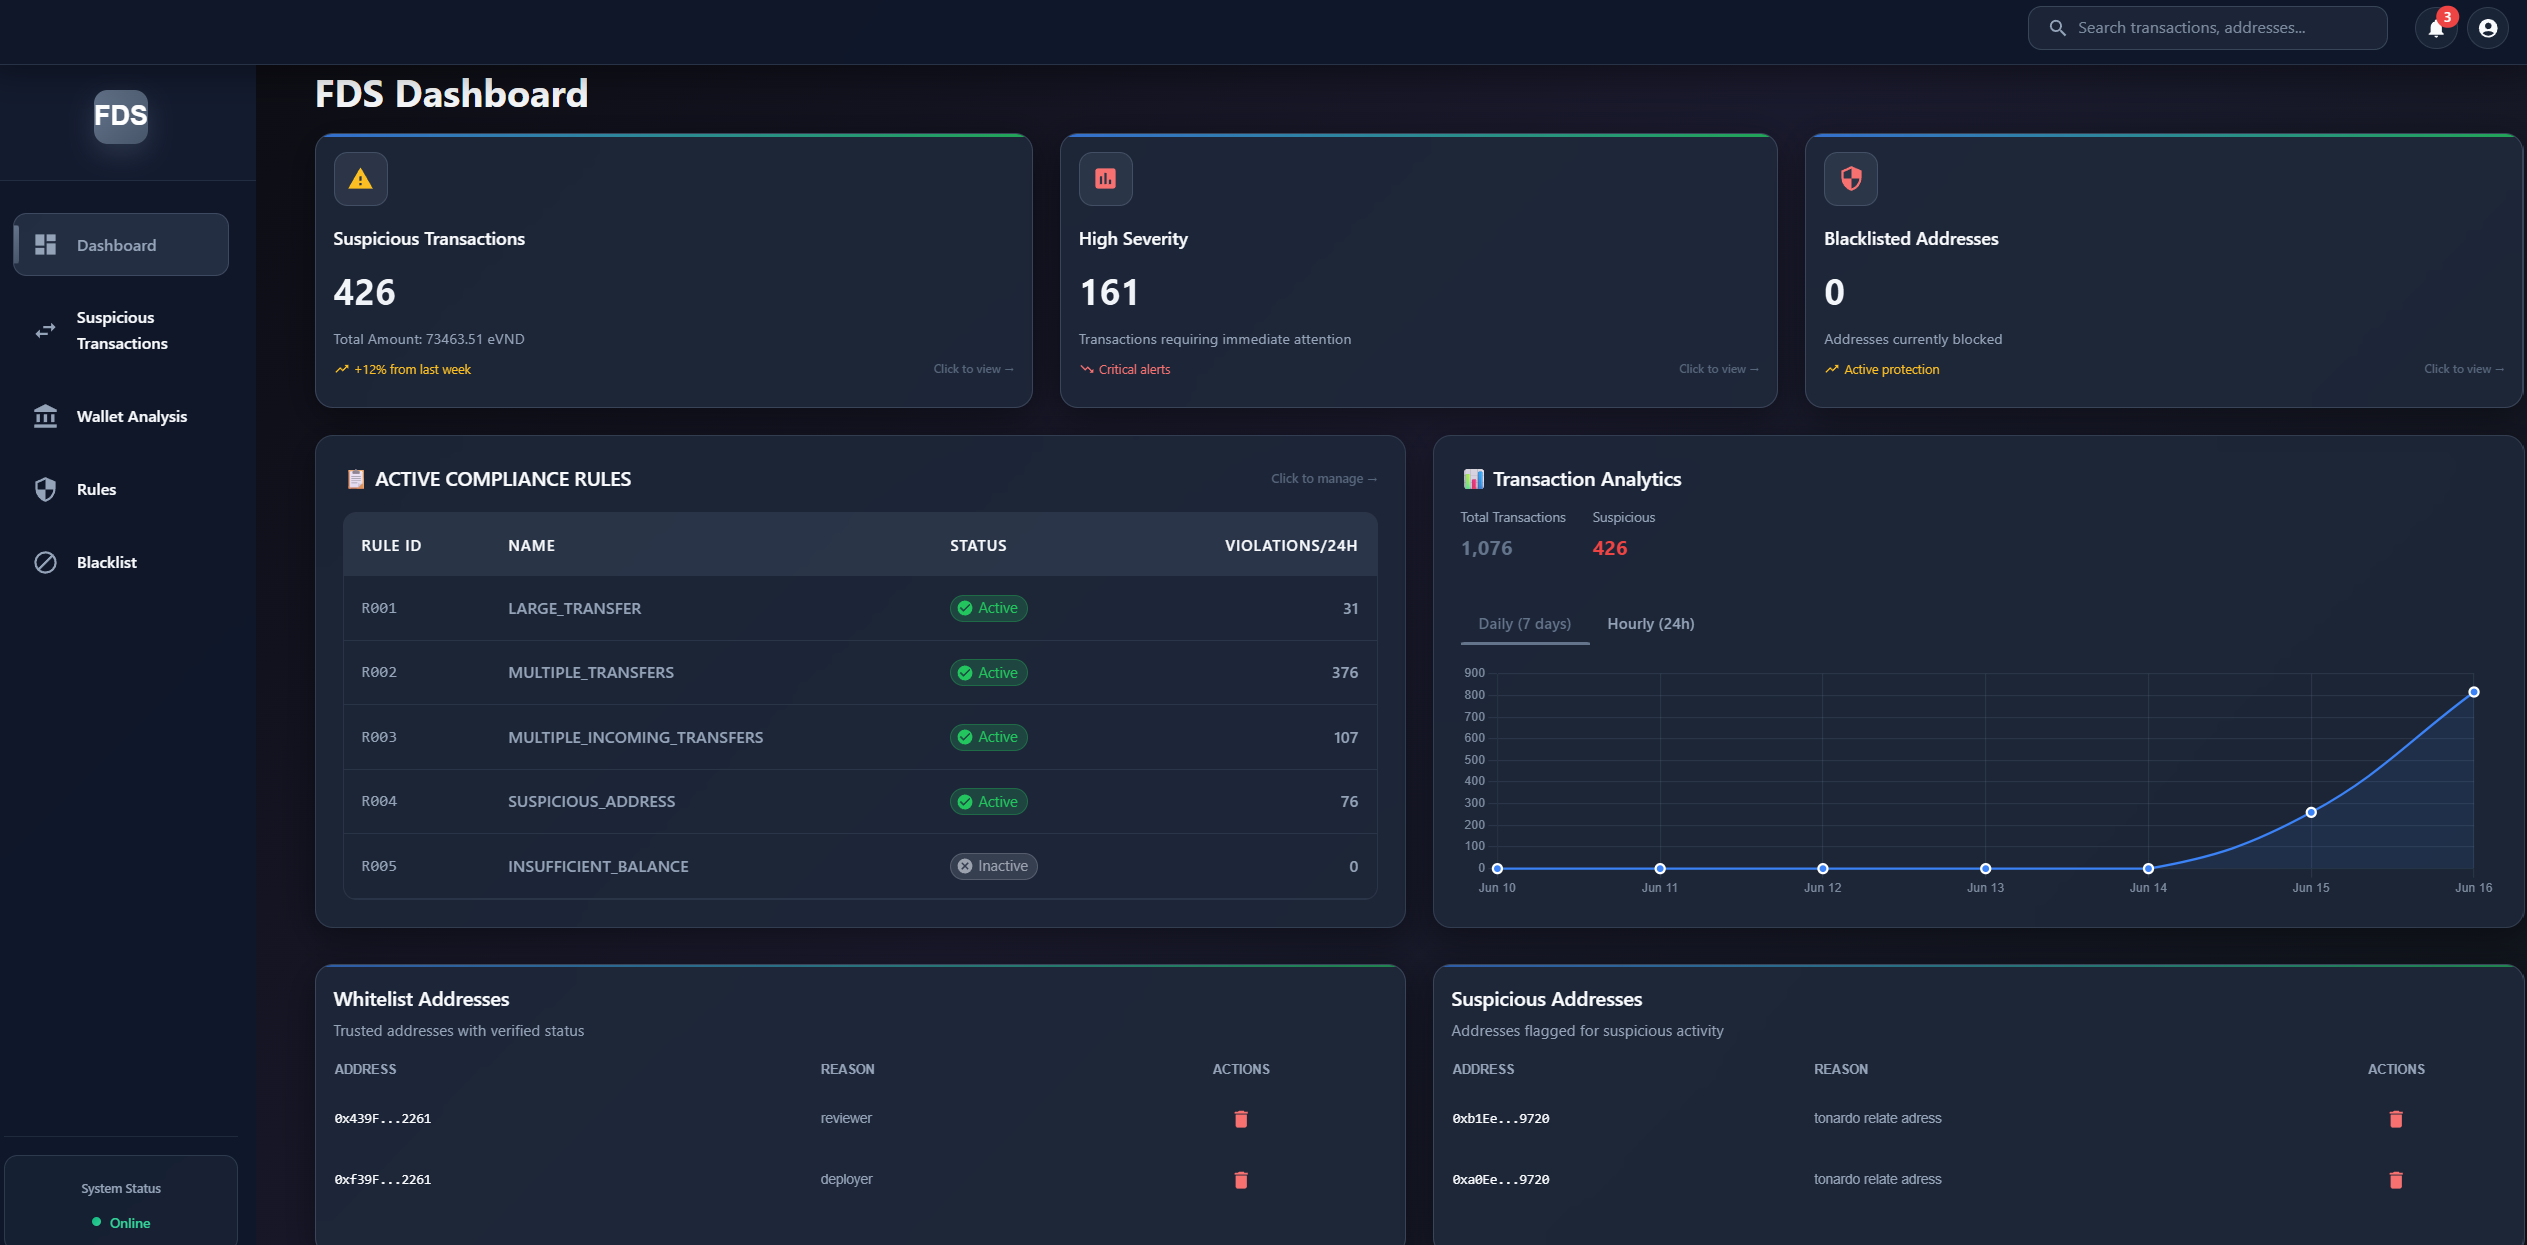 Search transactions, addresses...
3
FDS
Dashboard
Suspicious
Transactions
Wallet Analysis
Rules
Blacklist
System Status
Online
FDS Dashboard
Suspicious Transactions
426
Total Amount: 73463.51 eVND
+12% from last week
Click to view →
High Severity
161
Transactions requiring immediate attention
Critical alerts
Click to view →
Blacklisted Addresses
0
Addresses currently blocked
Active protection
Click to view →
ACTIVE COMPLIANCE RULES
Click to manage →
RULE ID NAME STATUS VIOLATIONS/24H
R001 LARGE_TRANSFER Active 31
R002 MULTIPLE_TRANSFERS Active 376
R003 MULTIPLE_INCOMING_TRANSFERS Active 107
R004 SUSPICIOUS_ADDRESS Active 76
R005 INSUFFICIENT_BALANCE Inactive 0
Transaction Analytics
Total Transactions Suspicious
1,076 426
Daily (7 days) Hourly (24h)
900
800
700
600
500
400
300
200
100
0
Jun 10 Jun 11 Jun 12 Jun 13 Jun 14 Jun 15 Jun 16
Whitelist Addresses
Trusted addresses with verified status
ADDRESS REASON ACTIONS
0x439F...2261 reviewer
0xf39F...2261 deployer
Suspicious Addresses
Addresses flagged for suspicious activity
ADDRESS REASON ACTIONS
0xb1Ee...9720 tonardo relate adress
0xa0Ee...9720 tonardo relate adress